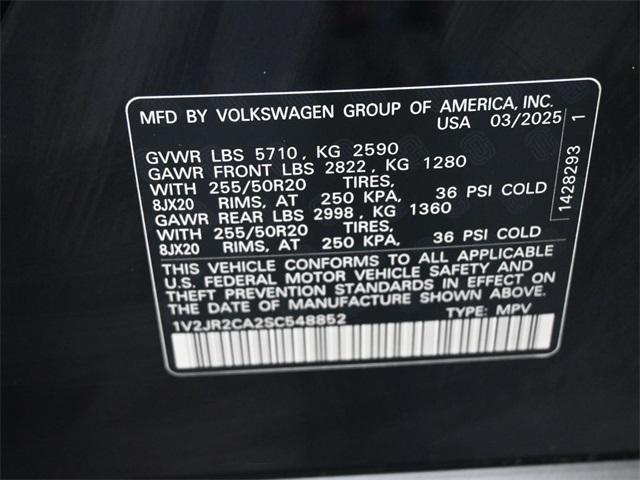 MFD BY VOLKSWAGEN GROUP OF AMERICA, INC.
USA 03/2025
GVWR LBS 5710, KG 2590
GAWR FRONT LBS 2822, KG 1280
WITH 255/50R20 TIRES,
8JX20 RIMS, AT 250 KPA, 36 PSI COLD
GAWR REAR LBS 2998, KG 1360
WITH 255/50R20 TIRES,
8JX20 RIMS, AT 250 KPA, 36 PSI COLD
THIS VEHICLE CONFORMS TO ALL APPLICABLE
U.S. FEDERAL MOTOR VEHICLE SAFETY AND
THEFT PREVENTION STANDARDS IN EFFECT ON
THE DATE OF MANUFACTURE SHOWN ABOVE.
1V2JR2CA2SC548852 TYPE: MPV
1428293 1